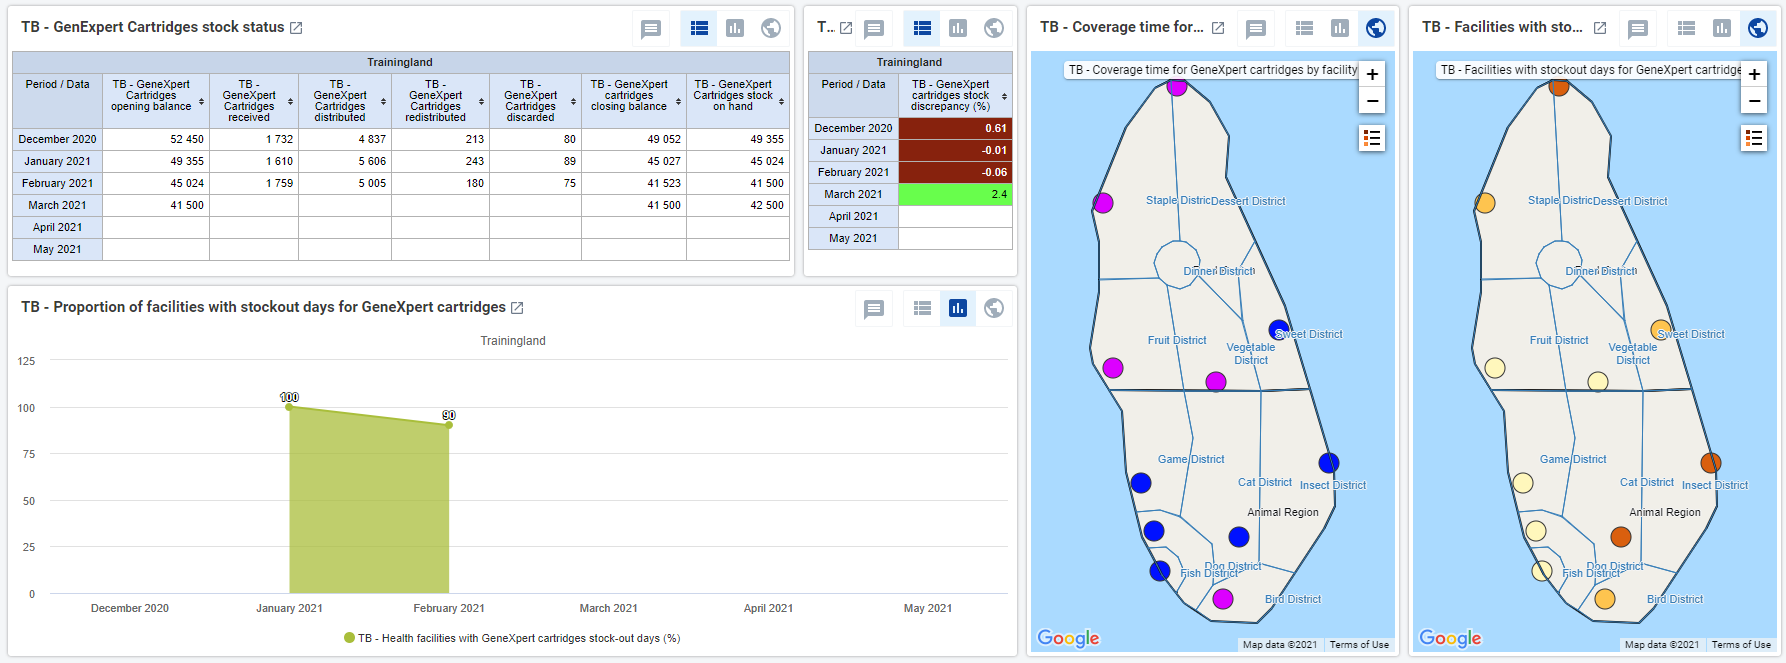 TB - GenExpert Cartridges stock status
Trainingland
Period / Data
TB - GeneXpert Cartridges opening balance
TB - GeneXpert Cartridges received
TB - GeneXpert Cartridges distributed
TB - GeneXpert Cartridges redistributed
TB - GeneXpert Cartridges discarded
TB - GeneXpert cartridges closing balance
TB - GeneXpert Cartridges stock on hand
December 2020 52 450 1 732 4 837 213 80 49 052 49 355
January 2021 49 355 1 610 5 606 243 89 45 027 45 024
February 2021 45 024 1 759 5 005 180 75 41 523 41 500
March 2021 41 500 41 500 42 500
April 2021
May 2021
T...
Trainingland
Period / Data
TB - GeneXpert cartridges stock discrepancy (%)
December 2020 0.61
January 2021 -0.01
February 2021 -0.06
March 2021 2.4
April 2021
May 2021
TB - Proportion of facilities with stockout days for GeneXpert cartridges
Trainingland
125
100
75
50
25
0
100
90
December 2020
January 2021
February 2021
March 2021
April 2021
May 2021
TB - Health facilities with GeneXpert cartridges stock-out days (%)
TB - Coverage time for...
TB - Coverage time for GeneXpert cartridges by facility
+
−
Staple Distric
Dessert District
Dinner District
Sweet District
Fruit District
Vegetable
District
Game District
Cat District
Insect District
Animal Region
Dog District
Fish District
Bird District
Google
Map data ©2021
Terms of Use
TB - Facilities with sto...
TB - Facilities with stockout days for GeneXpert cartridge
+
−
Staple Distric
Dessert District
Dinner District
Sweet District
Fruit District
Vegetable
District
Game District
Cat District
Insect District
Animal Region
Dog District
Fish District
Bird District
Google
Map data ©2021
Terms of Use